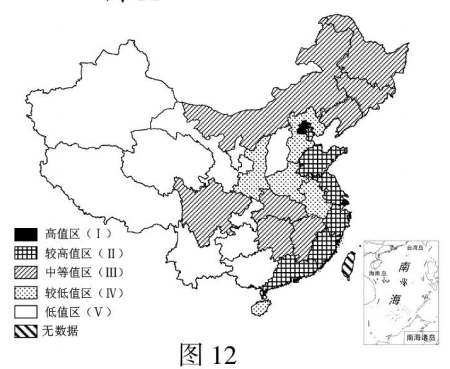 高值区（Ⅰ）
较高值区（Ⅱ）
中等值区（Ⅲ）
较低值区（Ⅳ）
低值区（Ⅴ）
无数据
台湾岛
海南岛
南
海
南海诸岛
图 12